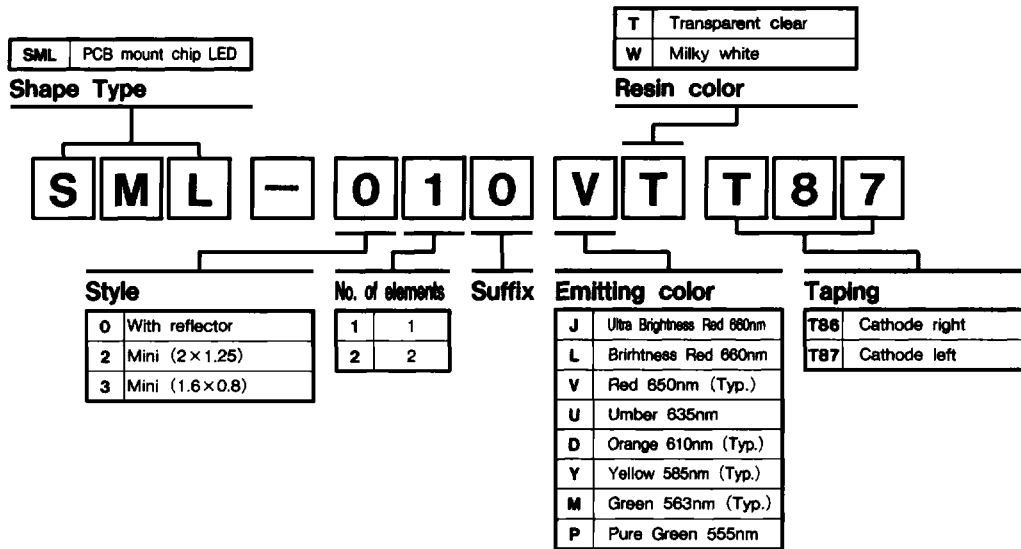 T Transparent clear
W Milky white
Resin color
SML PCB mount chip LED
Shape Type
S M L — 0 1 0 V T T 8 7
Style
0 With reflector
2 Mini (2×1.25)
3 Mini (1.6×0.8)
No. of elements
1 1
2 2
Suffix
Emitting color
J Ultra Brightness Red 660nm
L Brirhtness Red 660nm
V Red 650nm (Typ.)
U Umber 635nm
D Orange 610nm (Typ.)
Y Yellow 585nm (Typ.)
M Green 563nm (Typ.)
P Pure Green 555nm
Taping
T86 Cathode right
T87 Cathode left